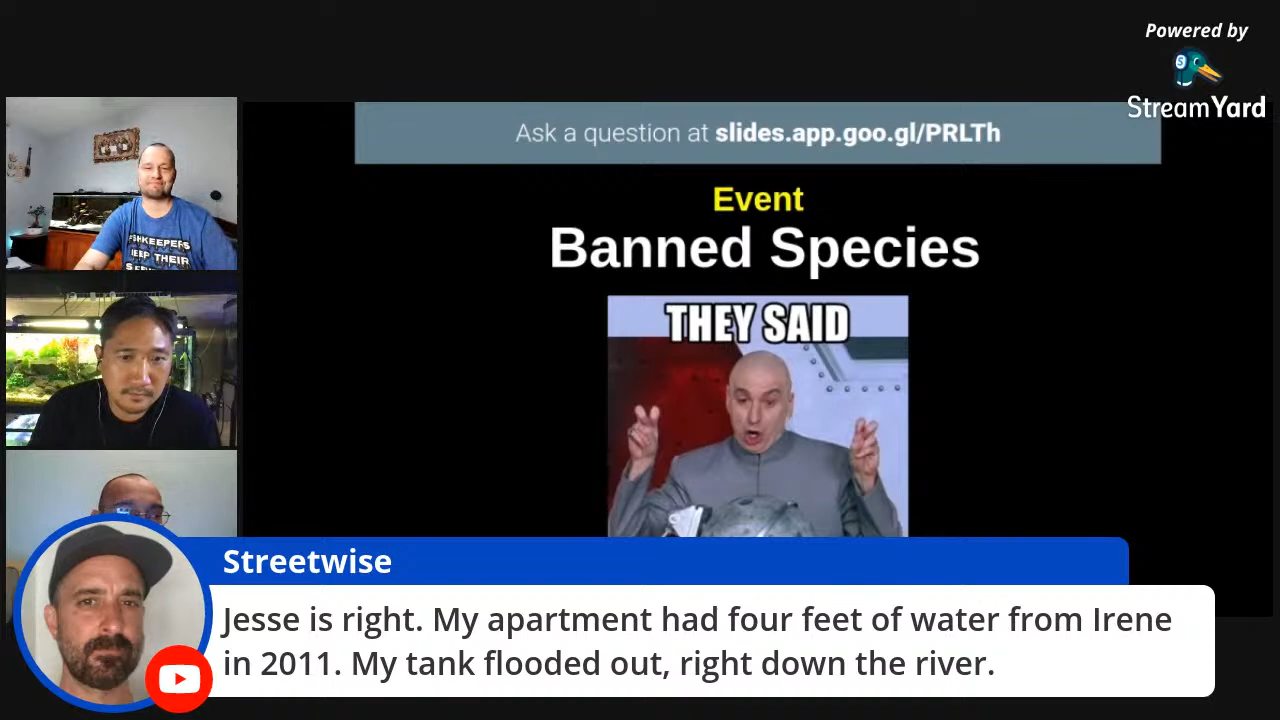 Powered by
StreamYard
Ask a question at slides.app.goo.gl/PRLTh
Event
Banned Species
THEY SAID
KEEP THEIR
Streetwise
Jesse is right. My apartment had four feet of water from Irene
in 2011. My tank flooded out, right down the river.